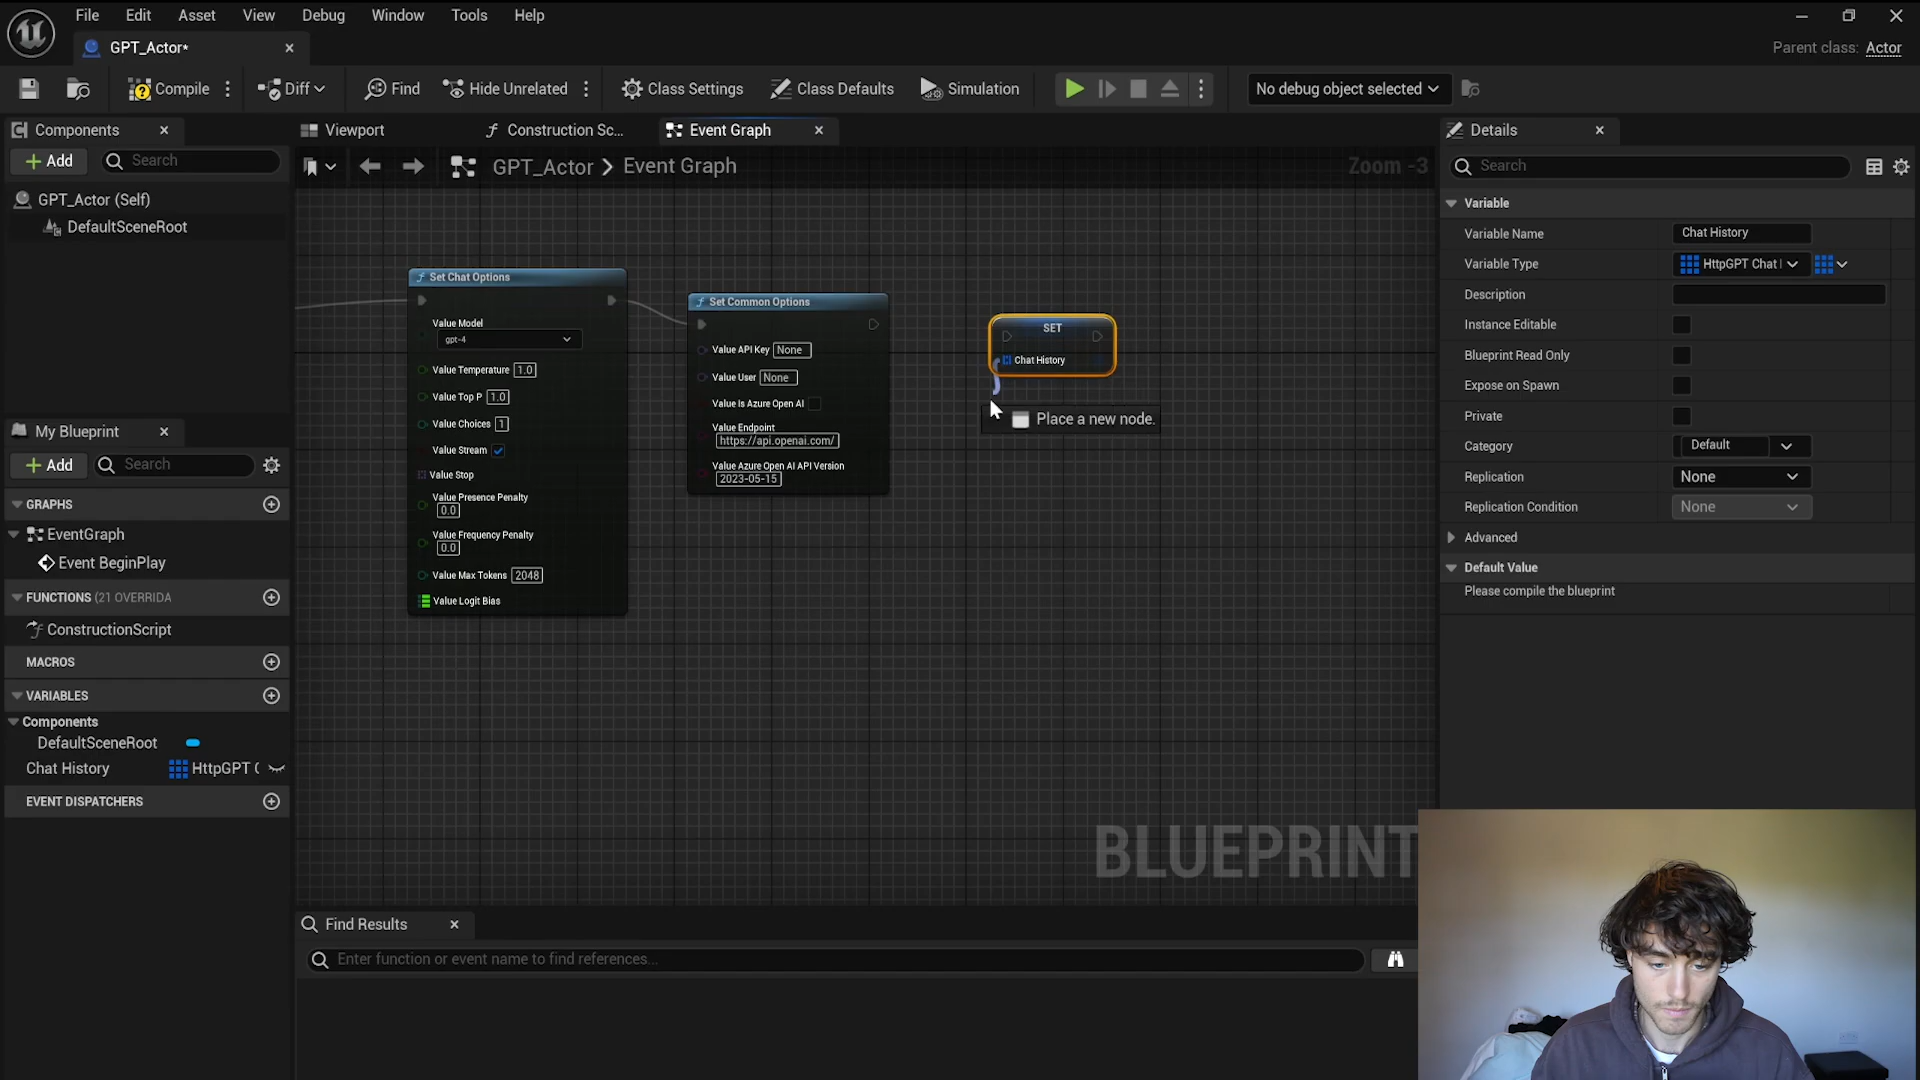 File Edit Asset View Debug Window Tools Help
GPT_Actor*
Parent class: Actor
Compile Diff Find Hide Unrelated Class Settings Class Defaults Simulation No debug object selected
Components
Add Search
GPT_Actor (Self)
DefaultSceneRoot
My Blueprint
Add Search
GRAPHS
EventGraph
Event BeginPlay
FUNCTIONS (21 OVERRIDA
ConstructionScript
MACROS
VARIABLES
Components
DefaultSceneRoot
Chat History HttpGPT C
EVENT DISPATCHERS
Viewport Construction Sc... Event Graph
GPT_Actor > Event Graph Zoom -3
Set Chat Options
Value Model
gpt-4
Value Temperature 1.0
Value Top P 1.0
Value Choices 1
Value Stream
Value Stop
Value Presence Penalty
0.0
Value Frequency Penalty
0.0
Value Max Tokens 2048
Value Logit Bias
Set Common Options
Value API Key None
Value User None
Value Is Azure Open AI
Value Endpoint
https://api.openai.com/
Value Azure Open AI API Version
2023-05-15
SET
Chat History
Place a new node.
BLUEPRINT
Find Results
Enter function or event name to find references...
Details
Search
Variable
Variable Name Chat History
Variable Type HttpGPT Chat
Description
Instance Editable
Blueprint Read Only
Expose on Spawn
Private
Category Default
Replication None
Replication Condition None
Advanced
Default Value
Please compile the blueprint